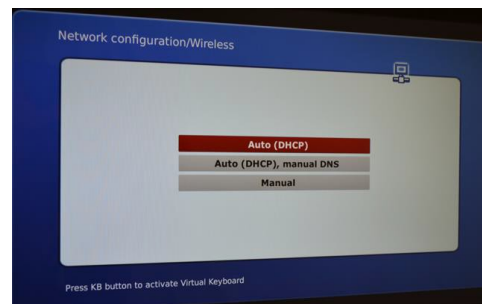 Network configuration/Wireless
Auto (DHCP)
Auto (DHCP), manual DNS
Manual
Press KB button to activate Virtual Keyboard